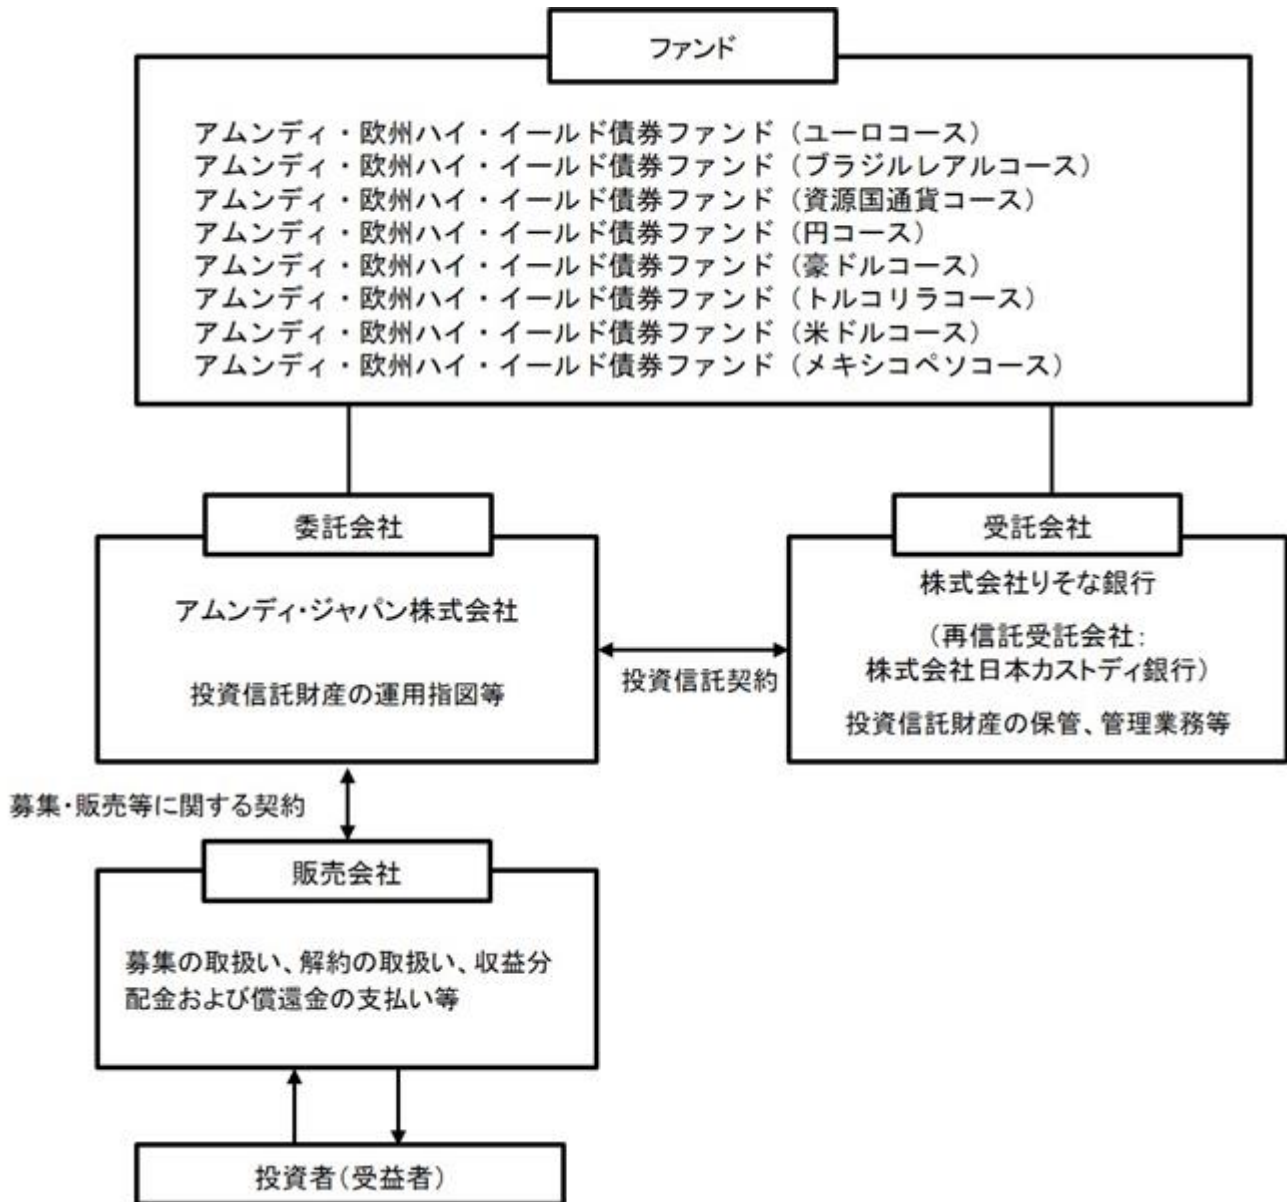 ファンド
アムンディ・欧州ハイ・イールド債券ファンド（ユーロコース）
アムンディ・欧州ハイ・イールド債券ファンド（ブラジルレアルコース）
アムンディ・欧州ハイ・イールド債券ファンド（資源国通貨コース）
アムンディ・欧州ハイ・イールド債券ファンド（円コース）
アムンディ・欧州ハイ・イールド債券ファンド（豪ドルコース）
アムンディ・欧州ハイ・イールド債券ファンド（トルコリラコース）
アムンディ・欧州ハイ・イールド債券ファンド（米ドルコース）
アムンディ・欧州ハイ・イールド債券ファンド（メキシコペソコース）
委託会社
アムンディ・ジャパン株式会社
投資信託財産の運用指図等
投資信託契約
受託会社
株式会社りそな銀行
（再信託受託会社：
株式会社日本カストディ銀行）
投資信託財産の保管、管理業務等
募集・販売等に関する契約
販売会社
募集の取扱い、解約の取扱い、収益分
配金および償還金の支払い等
投資者（受益者）